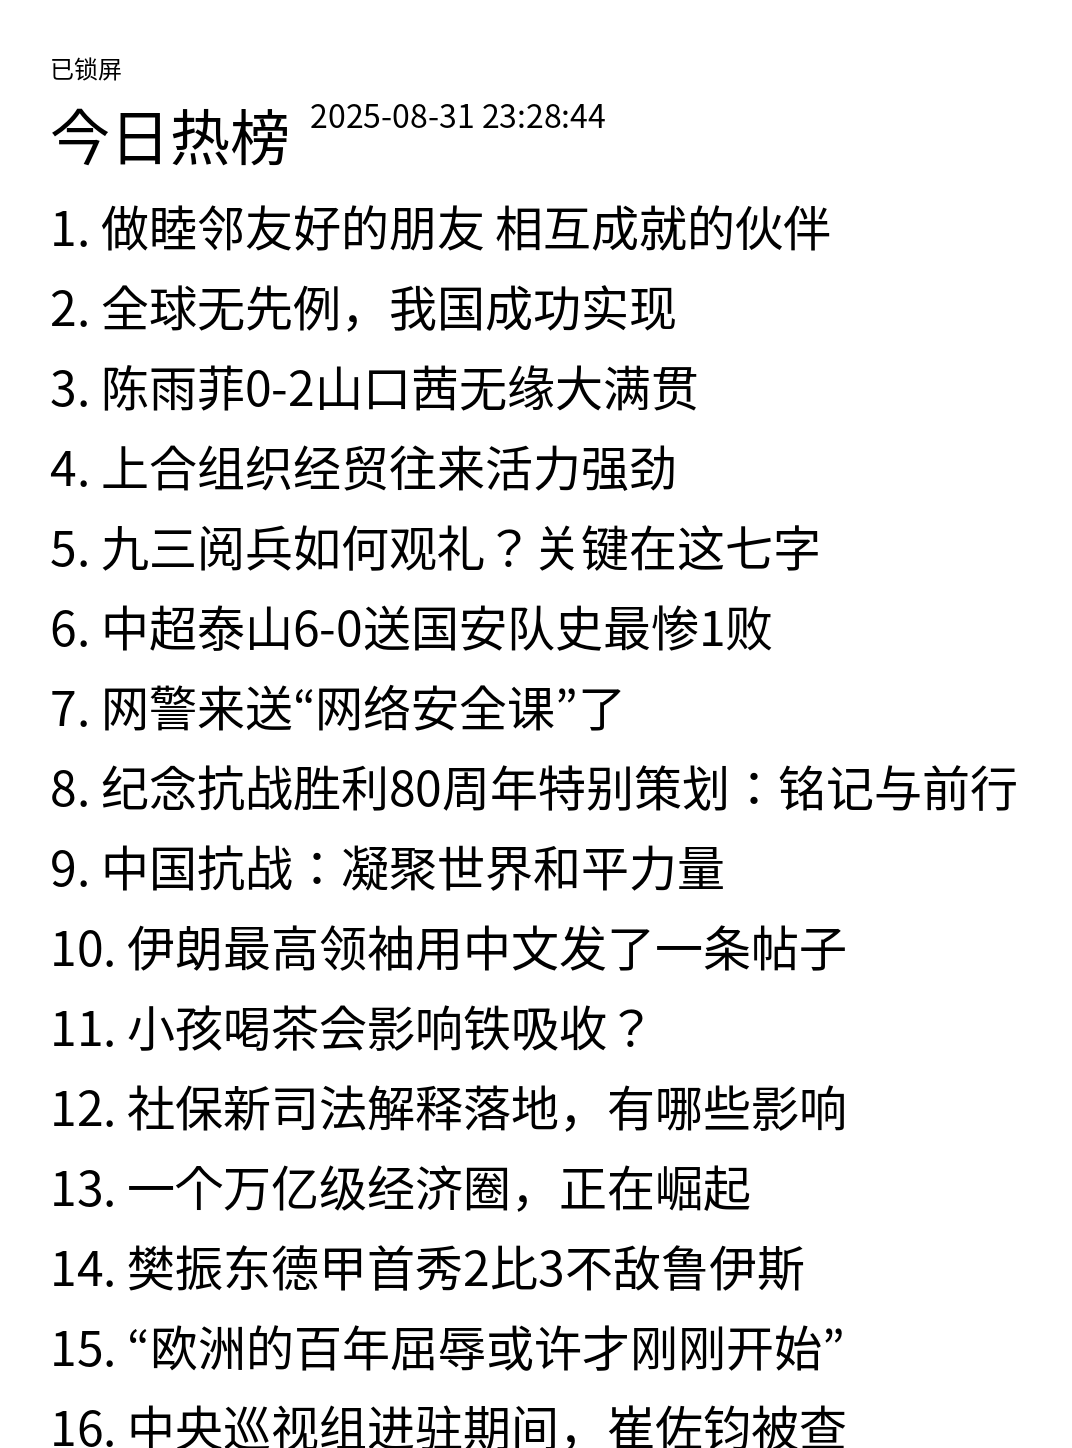 已锁屏
今日热榜 2025-08-31 23:28:44
1. 做睦邻友好的朋友 相互成就的伙伴
2. 全球无先例，我国成功实现
3. 陈雨菲0-2山口茜无缘大满贯
4. 上合组织经贸往来活力强劲
5. 九三阅兵如何观礼？关键在这七字
6. 中超泰山6-0送国安队史最惨1败
7. 网警来送“网络安全课”了
8. 纪念抗战胜利80周年特别策划：铭记与前行
9. 中国抗战：凝聚世界和平力量
10. 伊朗最高领袖用中文发了一条帖子
11. 小孩喝茶会影响铁吸收？
12. 社保新司法解释落地，有哪些影响
13. 一个万亿级经济圈，正在崛起
14. 樊振东德甲首秀2比3不敌鲁伊斯
15. “欧洲的百年屈辱或许才刚刚开始”
16. 中央巡视组进驻期间，崔佐钧被查